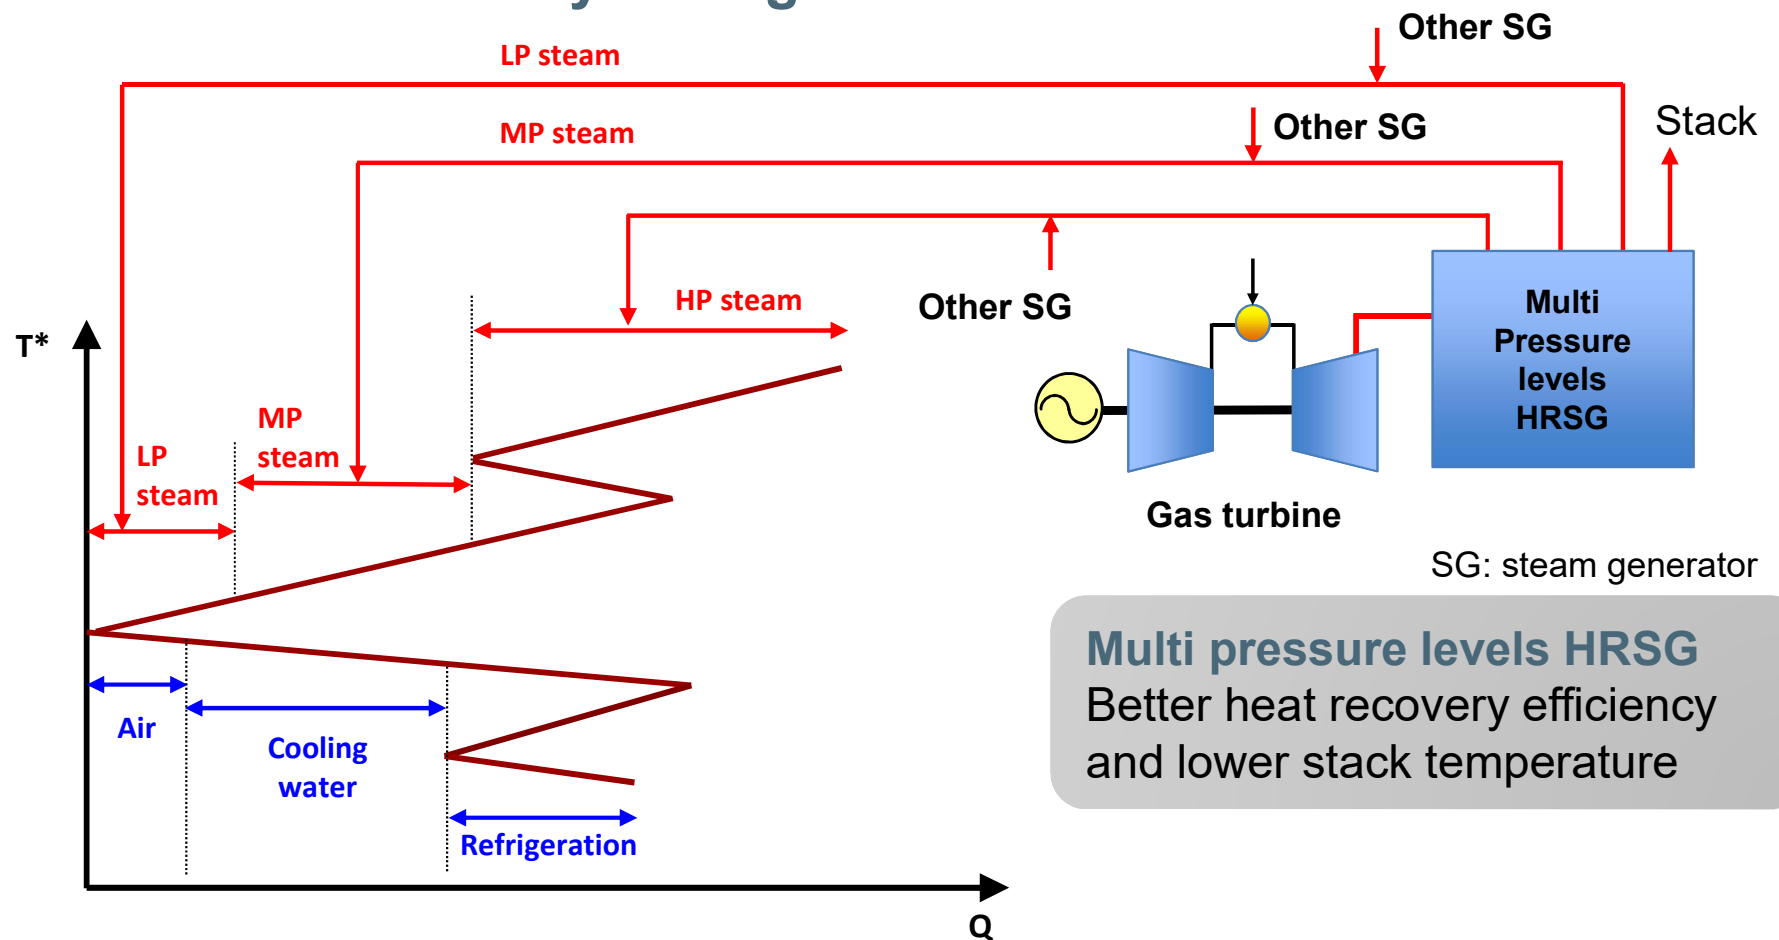 Other SG
LP steam
MP steam
Other SG
Stack
HP steam
Other SG
Multi
Pressure
levels
HRSG
T*
MP
steam
LP
steam
Gas turbine
SG: steam generator
Multi pressure levels HRSG
Better heat recovery efficiency
and lower stack temperature
Air
Cooling
water
Refrigeration
Q